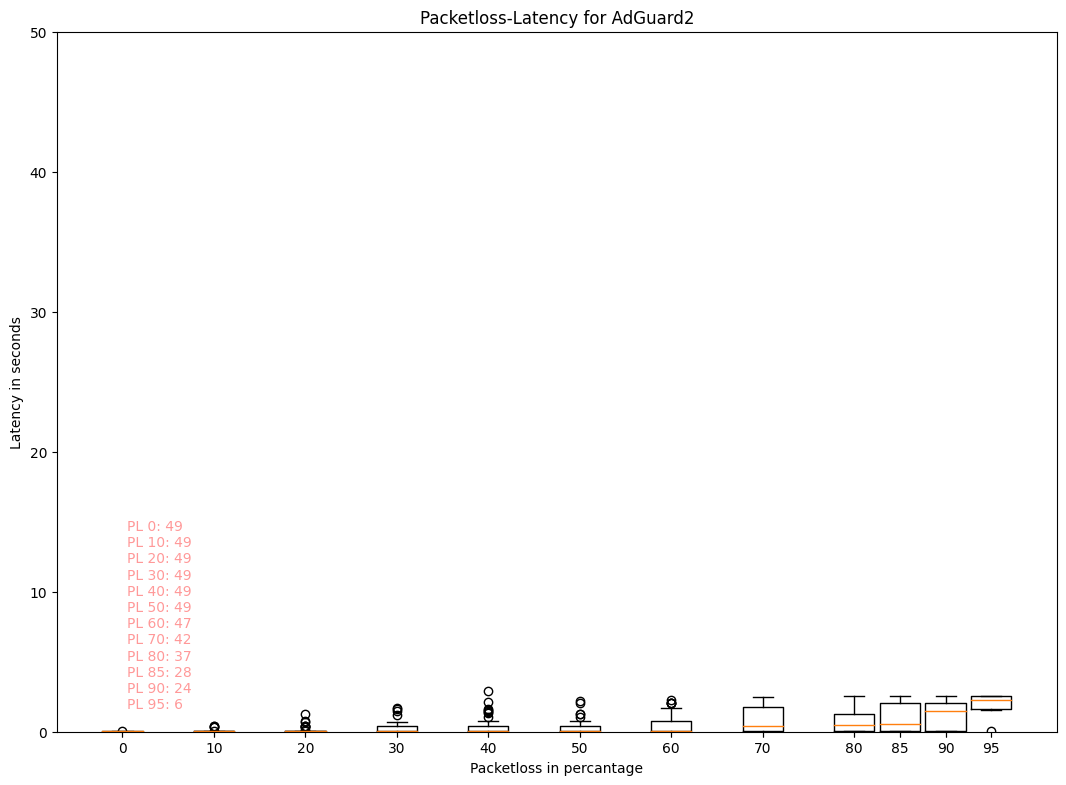 Packetloss-Latency for AdGuard2
50
40
30
20
10
0
Latency in seconds
PL 0: 49
PL 10: 49
PL 20: 49
PL 30: 49
PL 40: 49
PL 50: 49
PL 60: 47
PL 70: 42
PL 80: 37
PL 85: 28
PL 90: 24
PL 95: 6
0 10 20 30 40 50 60 70 80 85 90 95
Packetloss in percantage